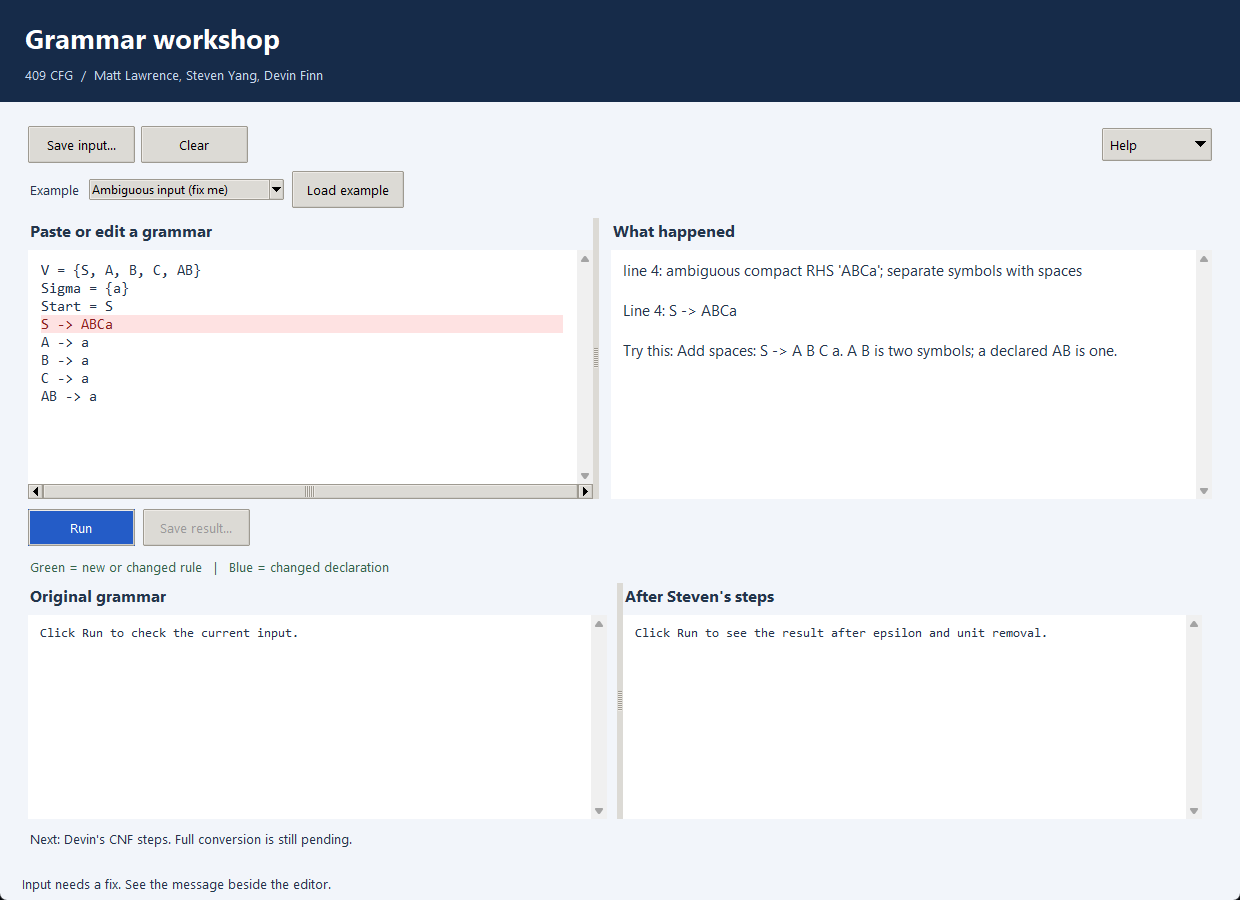 Grammar workshop
409 CFG / Matt Lawrence, Steven Yang, Devin Finn
Save input...
Clear
Help
Example
Ambiguous input (fix me)
Load example
Paste or edit a grammar
V = {S, A, B, C, AB}
Sigma = {a}
Start = S
S -> ABCa
A -> a
B -> a
C -> a
AB -> a
What happened
line 4: ambiguous compact RHS 'ABCa'; separate symbols with spaces
Line 4: S -> ABCa
Try this: Add spaces: S -> A B C a. A B is two symbols; a declared AB is one.
Run
Save result...
Green = new or changed rule | Blue = changed declaration
Original grammar
Click Run to check the current input.
After Steven's steps
Click Run to see the result after epsilon and unit removal.
Next: Devin's CNF steps. Full conversion is still pending.
Input needs a fix. See the message beside the editor.